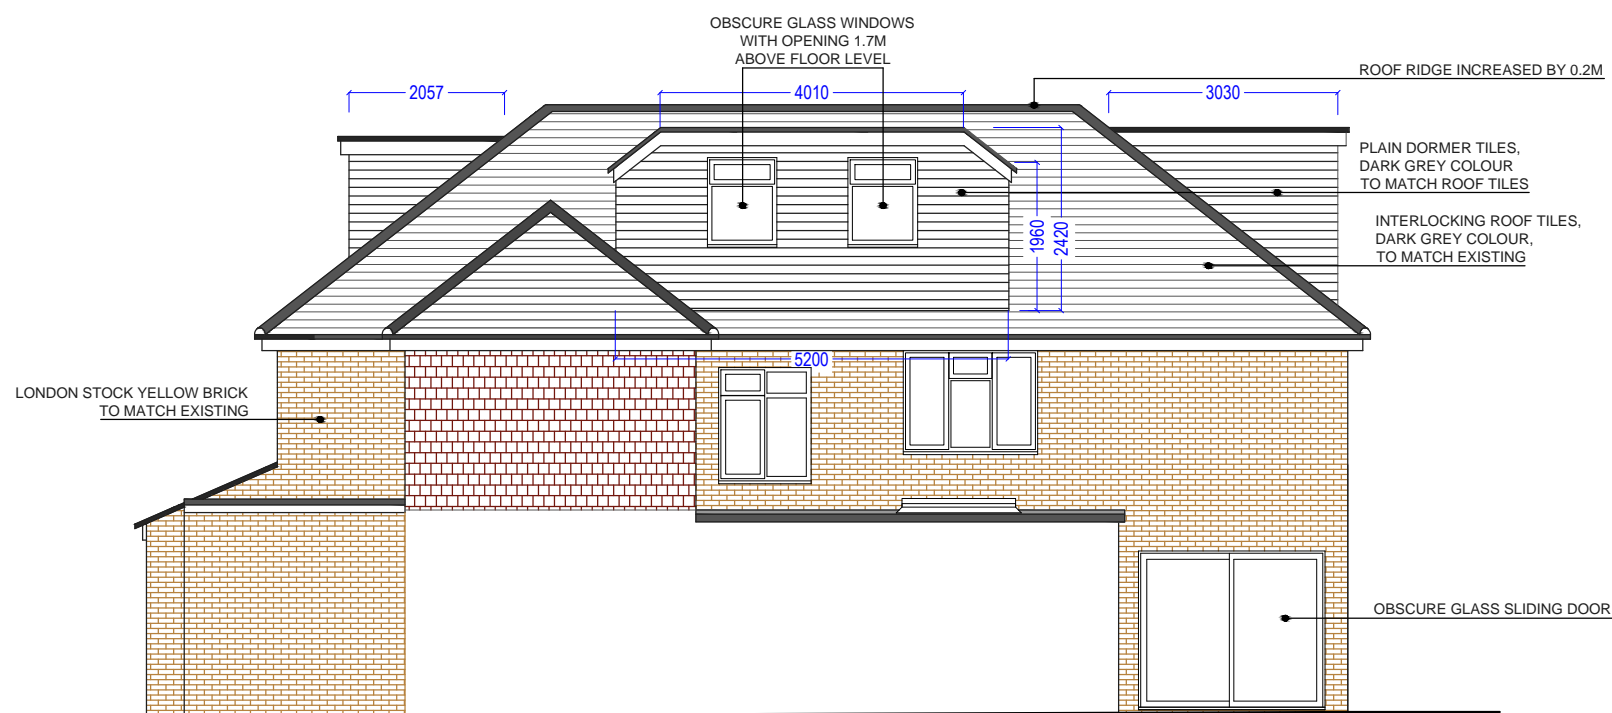 OBSCURE GLASS WINDOWS
WITH OPENING 1.7M
ABOVE FLOOR LEVEL
ROOF RIDGE INCREASED BY 0.2M
2057
4010
3030
PLAIN DORMER TILES,
DARK GREY COLOUR
TO MATCH ROOF TILES
INTERLOCKING ROOF TILES,
DARK GREY COLOUR,
TO MATCH EXISTING
1960
2420
5200
LONDON STOCK YELLOW BRICK
TO MATCH EXISTING
OBSCURE GLASS SLIDING DOOR